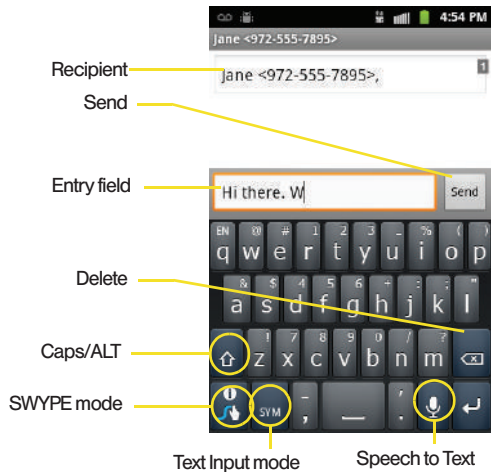 4:54 PM
Jane <972-555-7895>
Recipient
Jane <972-555-7895>,
1
Send
Entry field
Hi there. W
Send
EN @ # 1 2 3 _ % ( )
q w e r t y u i o p
Delete
& $ 4 5 6 + : ; "
a s d f g h j k l
Caps/ALT
! 7 8 9 0 / ?
z x c v b n m
SWYPE mode
SYM
- ;
' .
Text Input mode
Speech to Text